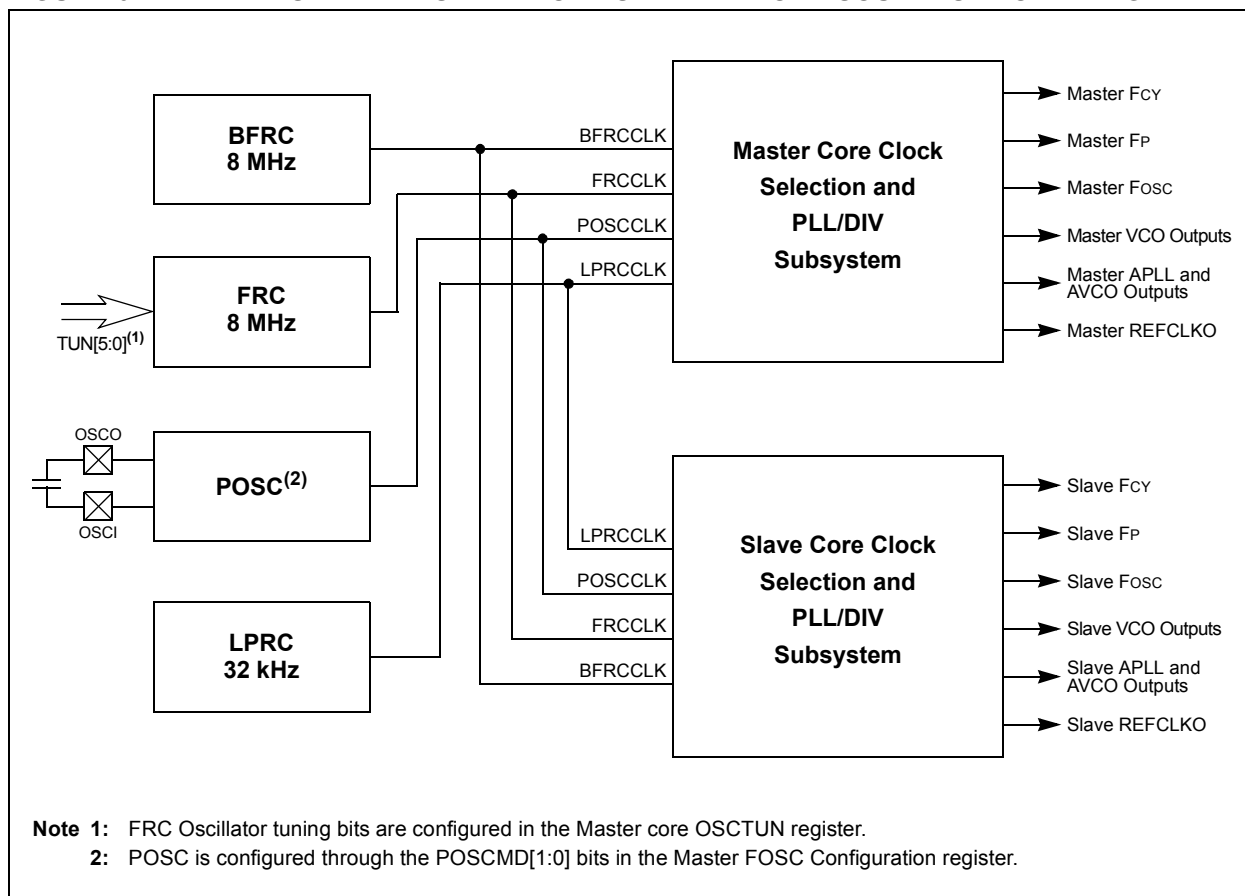 BFRC
8 MHz
FRC
8 MHz
TUN[5:0](1)
OSCO
POSC(2)
OSCI
LPRC
32 kHz
BFRCCLK
FRCCLK
POSCCLK
LPRCCLK
Master Core Clock
Selection and
PLL/DIV
Subsystem
Master FCY
Master FP
Master FOSC
Master VCO Outputs
Master APLL and
AVCO Outputs
Master REFCLKO
LPRCCLK
POSCCLK
FRCCLK
BFRCCLK
Slave Core Clock
Selection and
PLL/DIV
Subsystem
Slave FCY
Slave FP
Slave FOSC
Slave VCO Outputs
Slave APLL and
AVCO Outputs
Slave REFCLKO
Note 1: FRC Oscillator tuning bits are configured in the Master core OSCTUN register.
2: POSC is configured through the POSCMD[1:0] bits in the Master FOSC Configuration register.